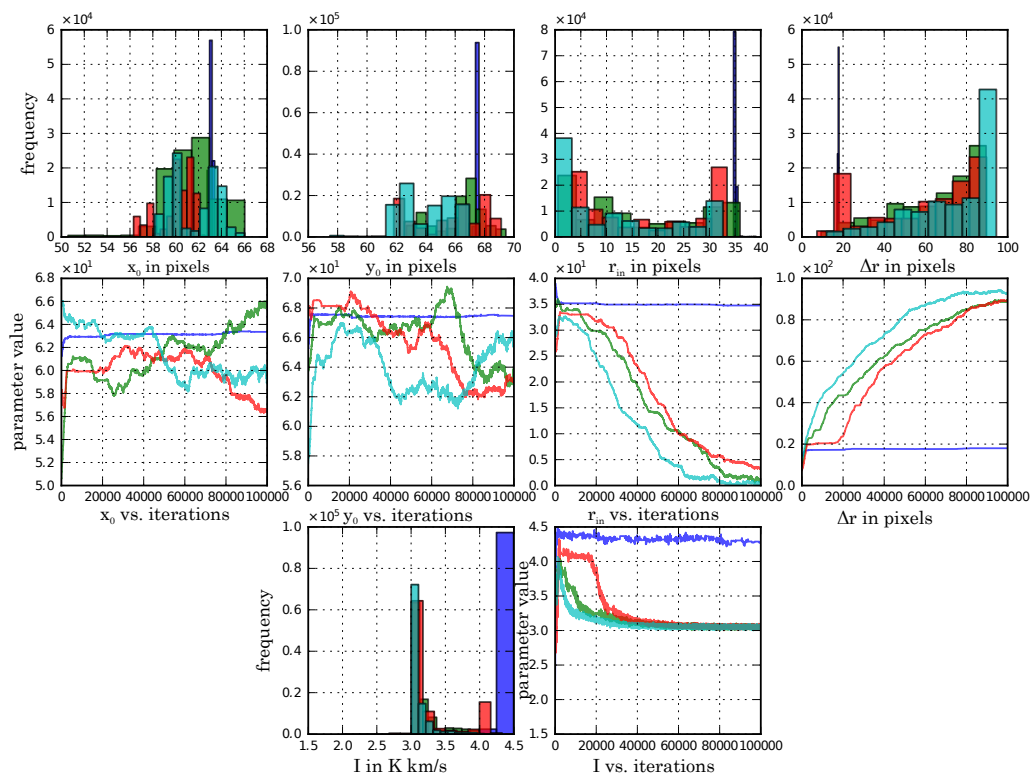 ×10⁴ ×10⁵ ×10⁴ ×10⁴
6 1.0 8 6
5 0.8 7 5
4 0.6 6 4
3 0.4 5 3
2 0.2 4 2
1 0.0 3 1
0 2 0
1
0
frequency
50 52 54 56 58 60 62 64 66 68
56 58 60 62 64 66 68 70
0 5 10 15 20 25 30 35 40
0 20 40 60 80 100
x₀ in pixels y₀ in pixels rᵢₙ in pixels Δr in pixels
×10¹ ×10¹ ×10¹ ×10²
6.8 7.0 4.0 1.0
6.6 6.8 3.5 0.8
6.4 6.6 3.0 0.6
6.2 6.4 2.5 0.4
6.0 6.2 2.0 0.2
5.8 6.0 1.5 0.0
5.6 5.8 1.0
5.4 5.6 0.5
5.2 0.0
5.0
parameter value
0 20000 40000 60000 80000 100000
0 20000 40000 60000 80000 100000
0 20000 40000 60000 80000 100000
0 20000 40000 60000 80000 100000
x₀ vs. iterations y₀ vs. iterations rᵢₙ vs. iterations Δr in pixels
×10⁵
1.0 4.5
0.8 4.0
0.6 3.5
0.4 3.0
0.2 2.5
0.0 2.0
1.5
frequency
parameter value
1.5 2.0 2.5 3.0 3.5 4.0 4.5
0 20000 40000 60000 80000 100000
I in K km/s I vs. iterations